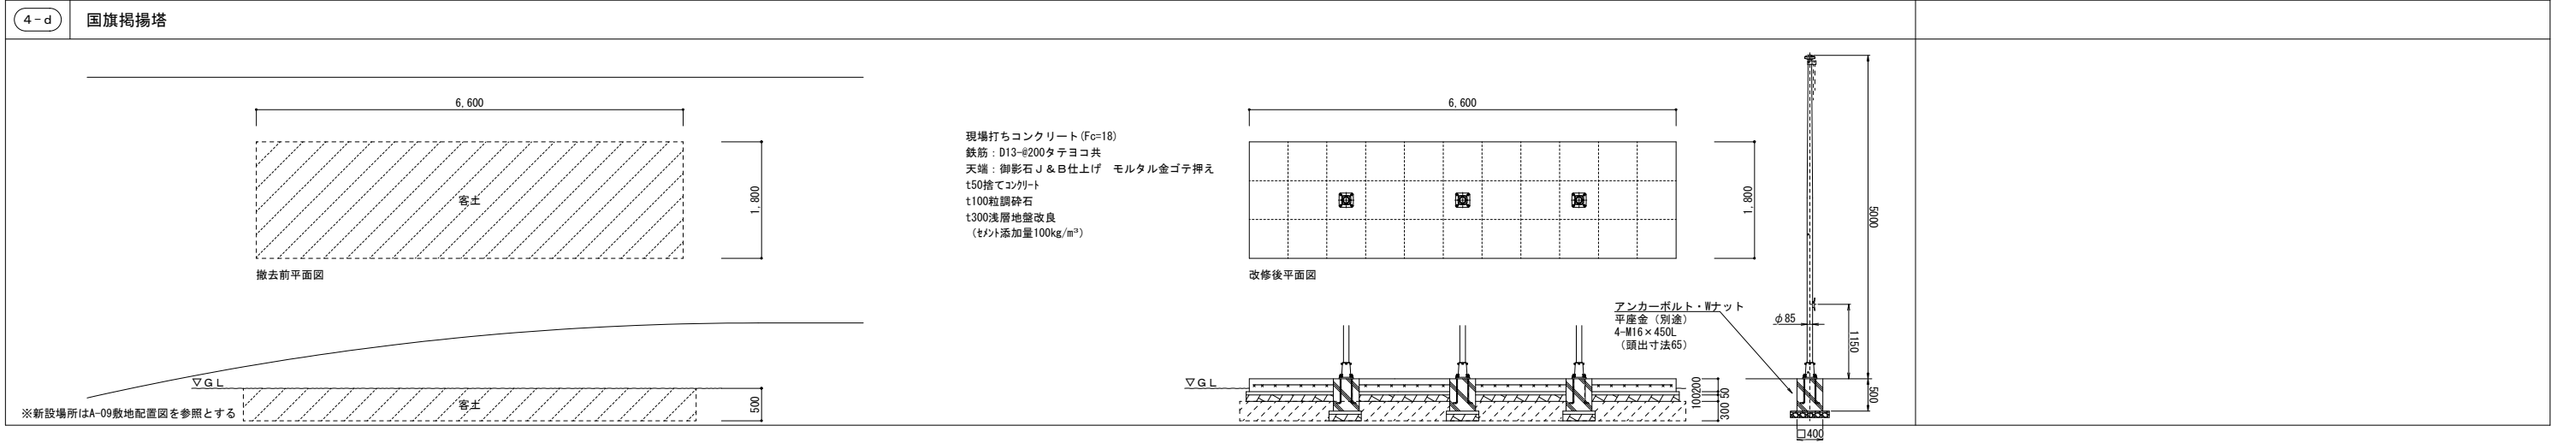 4-d
国旗掲揚塔
6,600
客土
1,800
撤去前平面図
▽GL
客土
500
※新設場所はA-09敷地配置図を参照とする
現場打ちコンクリート(Fc=18)
鉄筋：D13-@200タテヨコ共
天端：御影石Ｊ＆Ｂ仕上げ　モルタル金ゴテ押え
t50捨てｺﾝｸﾘｰﾄ
t100粒調砕石
t300浅層地盤改良
（ｾﾒﾝﾄ添加量100kg/m³）
6,600
1,800
改修後平面図
▽GL
200
50
100
300
アンカーボルト・Wナット
平座金（別途）
4-M16×450L
（頭出寸法65）
5000
φ85
1150
500
□400